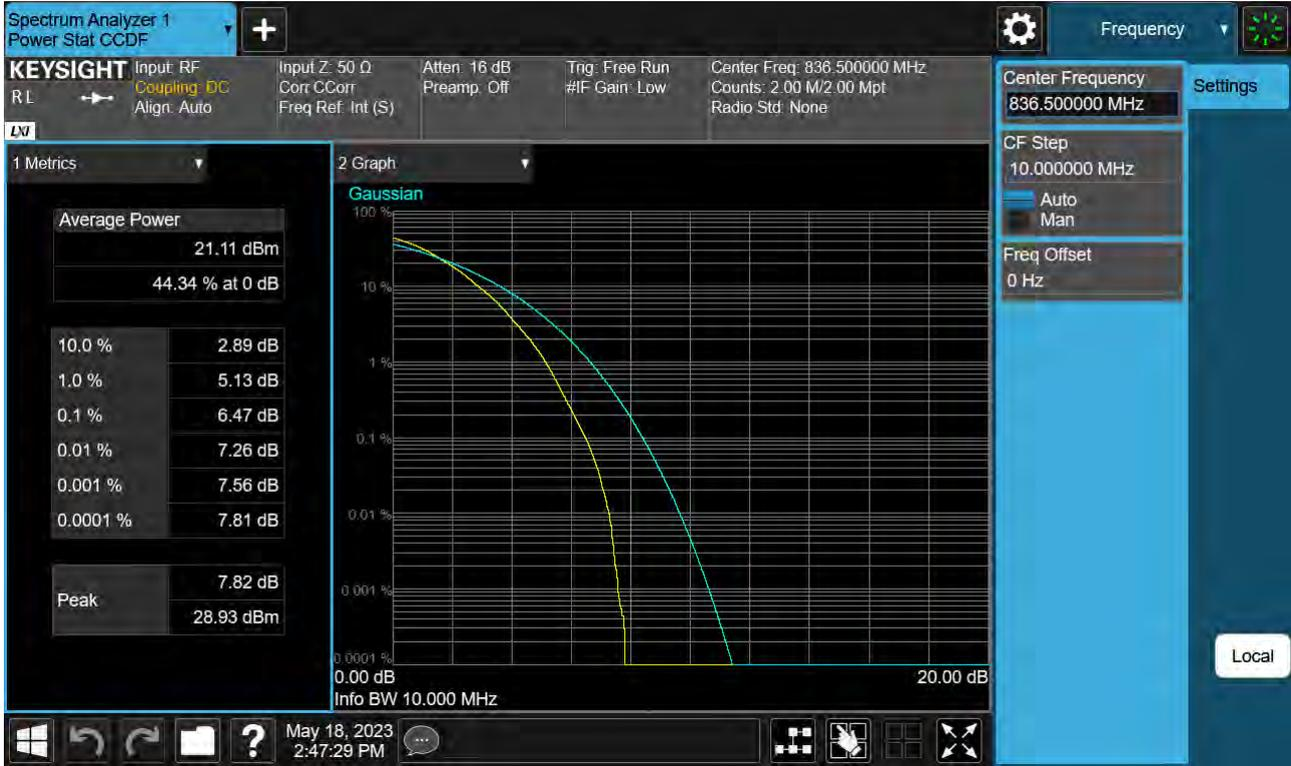 Spectrum Analyzer 1
Power Stat CCDF
+
Frequency
KEYSIGHT
RL
LXI
Input: RF
Coupling: DC
Align: Auto
Input Z: 50 Ω
Corr CCorr
Freq Ref: Int (S)
Atten: 16 dB
Preamp: Off
Trig: Free Run
#IF Gain: Low
Center Freq: 836.500000 MHz
Counts: 2.00 M/2.00 Mpt
Radio Std: None
Center Frequency
836.500000 MHz
Settings
CF Step
10.000000 MHz
Auto
Man
Freq Offset
0 Hz
Local
1 Metrics
Average Power
21.11 dBm
44.34 % at 0 dB
10.0 % 2.89 dB
1.0 % 5.13 dB
0.1 % 6.47 dB
0.01 % 7.26 dB
0.001 % 7.56 dB
0.0001 % 7.81 dB
Peak
7.82 dB
28.93 dBm
2 Graph
Gaussian
100 %
10 %
1 %
0.1 %
0.01 %
0.001 %
0.0001 %
0.00 dB 20.00 dB
Info BW 10.000 MHz
?
May 18, 2023
2:47:29 PM